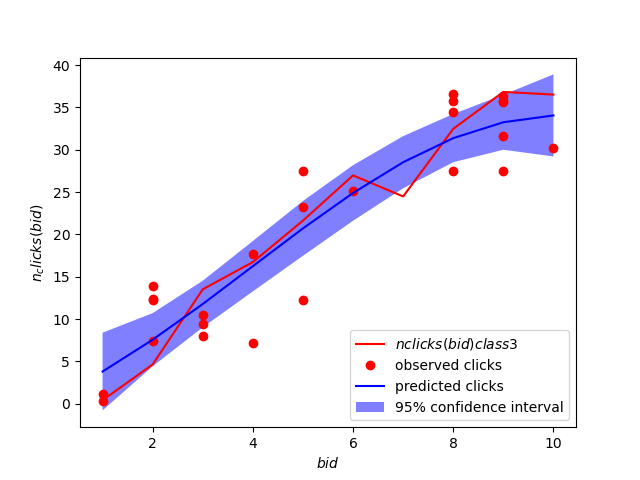 40
35
30
25
20
15
10
5
0
n_clicks(bid)
nclicks(bid)class3
observed clicks
predicted clicks
95% confidence interval
2 4 6 8 10
bid